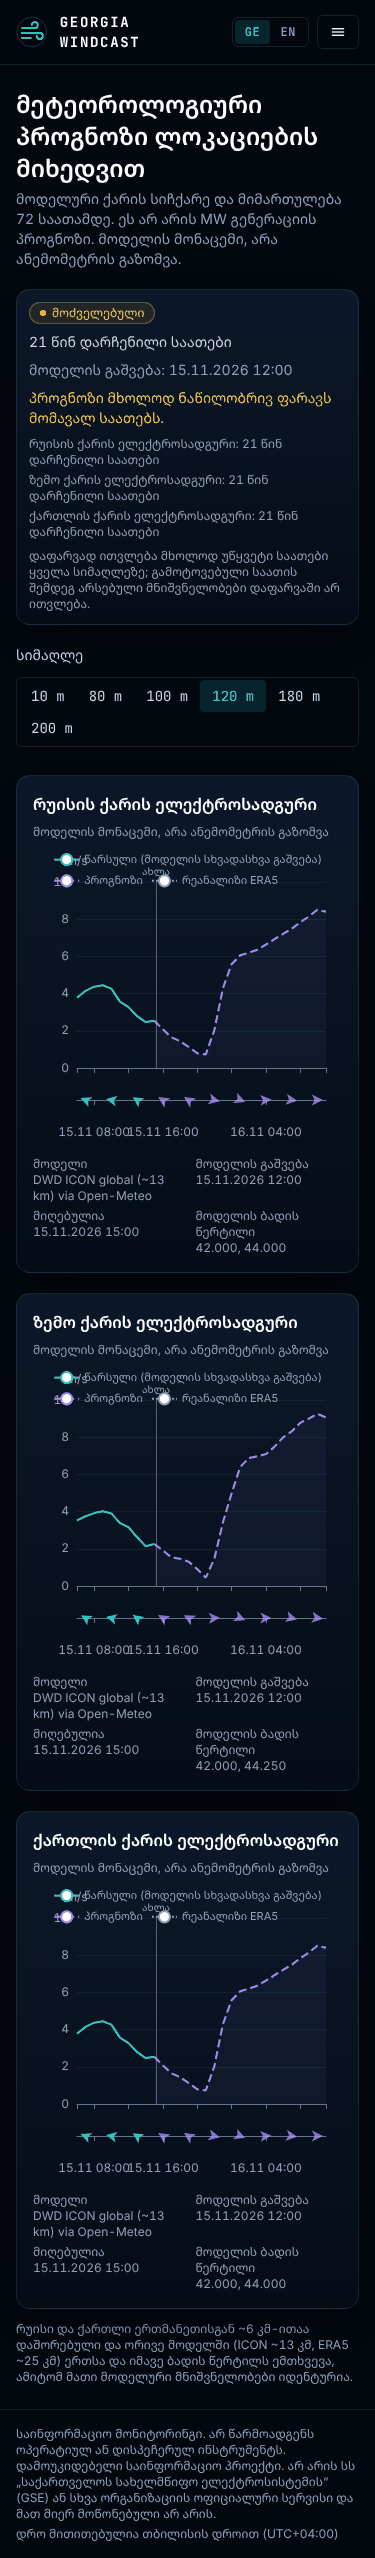 GEORGIA
WINDCAST
GE EN
მეტეოროლოგიური
პროგნოზი ლოკაციების
მიხედვით
მოდელური ქარის სიჩქარე და მიმართულება
72 საათამდე. ეს არ არის MW გენერაციის
პროგნოზი. მოდელის მონაცემი, არა
ანემომეტრის გაზომვა.
მოძველებული
21 წინ დარჩენილი საათები
მოდელის გაშვება: 15.11.2026 12:00
პროგნოზი მხოლოდ ნაწილობრივ ფარავს
მომავალ საათებს.
რუისის ქარის ელექტროსადგური: 21 წინ
დარჩენილი საათები
ზემო ქარის ელექტროსადგური: 21 წინ
დარჩენილი საათები
ქართლის ქარის ელექტროსადგური: 21 წინ
დარჩენილი საათები
დაფარვად ითვლება მხოლოდ უწყვეტი საათები
ყველა სიმაღლეზე; გამოტოვებული საათის
შემდეგ არსებული მნიშვნელობები დაფარვაში არ
ითვლება.
სიმაღლე
10 m 80 m 100 m 120 m 180 m
200 m
რუისის ქარის ელექტროსადგური
მოდელის მონაცემი, არა ანემომეტრის გაზომვა
წარსული (მოდელის სხვადასხვა გაშვება)
ახლა
პროგნოზი რეანალიზი ERA5
8
6
4
2
0
15.11 08:00 15.11 16:00 16.11 04:00
მოდელი მოდელის გაშვება
DWD ICON global (~13 15.11.2026 12:00
km) via Open-Meteo
მიღებულია მოდელის ბადის
15.11.2026 15:00 წერტილი
42.000, 44.000
ზემო ქარის ელექტროსადგური
მოდელის მონაცემი, არა ანემომეტრის გაზომვა
წარსული (მოდელის სხვადასხვა გაშვება)
ახლა
პროგნოზი რეანალიზი ERA5
8
6
4
2
0
15.11 08:00 15.11 16:00 16.11 04:00
მოდელი მოდელის გაშვება
DWD ICON global (~13 15.11.2026 12:00
km) via Open-Meteo
მიღებულია მოდელის ბადის
15.11.2026 15:00 წერტილი
42.000, 44.250
ქართლის ქარის ელექტროსადგური
მოდელის მონაცემი, არა ანემომეტრის გაზომვა
წარსული (მოდელის სხვადასხვა გაშვება)
ახლა
პროგნოზი რეანალიზი ERA5
8
6
4
2
0
15.11 08:00 15.11 16:00 16.11 04:00
მოდელი მოდელის გაშვება
DWD ICON global (~13 15.11.2026 12:00
km) via Open-Meteo
მიღებულია მოდელის ბადის
15.11.2026 15:00 წერტილი
42.000, 44.000
რუისი და ქართლი ერთმანეთისგან ~6 კმ-ითაა
დაშორებული და ორივე მოდელში (ICON ~13 კმ, ERA5
~25 კმ) ერთსა და იმავე ბადის წერტილს ემთხვევა,
ამიტომ მათი მოდელური მნიშვნელობები იდენტურია.
საინფორმაციო მონიტორინგი. არ წარმოადგენს
ოპერატიულ ან დისპეჩერულ ინსტრუმენტს.
დამოუკიდებელი საინფორმაციო პროექტი. არ არის სს
„საქართველოს სახელმწიფო ელექტროსისტემის“
(GSE) ან სხვა ორგანიზაციის ოფიციალური სერვისი და
მათ მიერ მოწონებული არ არის.
დრო მითითებულია თბილისის დროით (UTC+04:00)